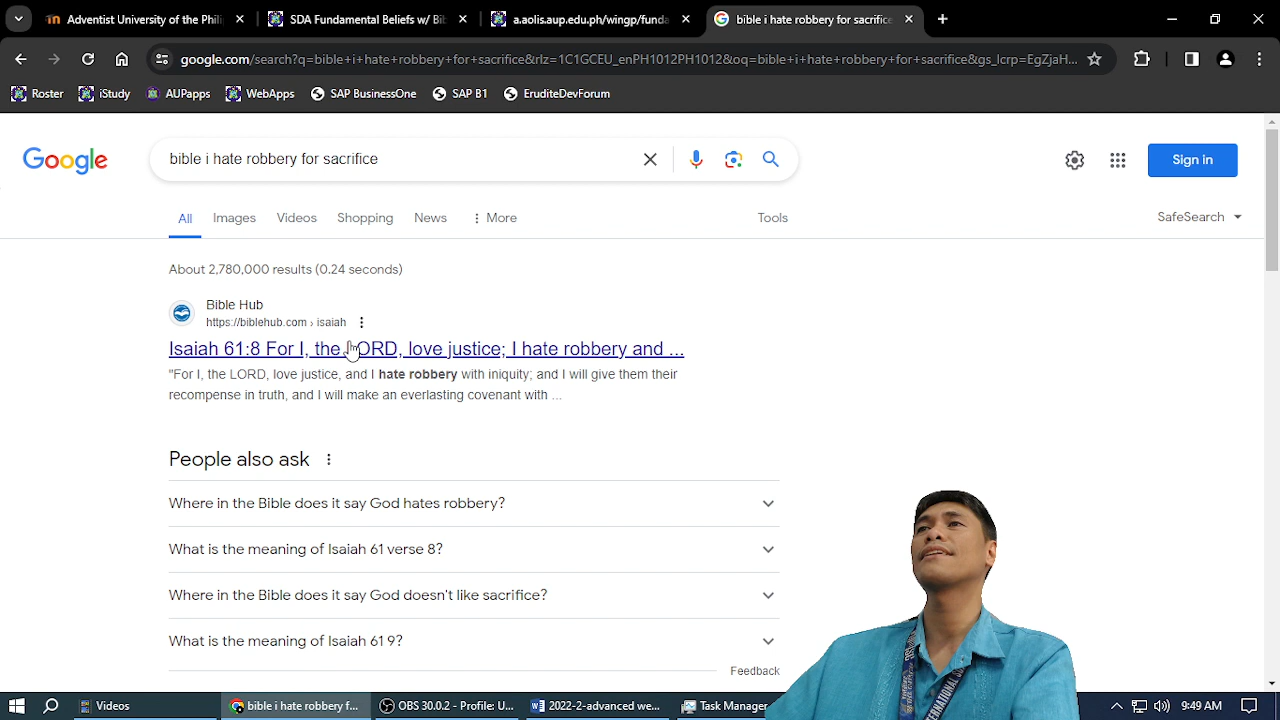 Adventist University of the Phili
SDA Fundamental Beliefs w/ Bib
aaolis.aup.edu.ph/wingp/funda
bible i hate robbery for sacrifice
google.com/search?q=bible+i+hate+robbery+for+sacrifice&rlz=1C1GCEU_enPH1012PH1012&oq=bible+i+hate+robbery+for+sacrifice&gs_lcrp=EgZjaH...
Roster iStudy AUPapps WebApps SAP BusinessOne SAP B1 EruditeDevForum
Google bible i hate robbery for sacrifice Sign in
All Images Videos Shopping News More Tools SafeSearch
About 2,780,000 results (0.24 seconds)
Bible Hub
https://biblehub.com › isaiah
Isaiah 61:8 For I, the LORD, love justice; I hate robbery and ...
"For I, the LORD, love justice, and I hate robbery with iniquity; and I will give them their
recompense in truth, and I will make an everlasting covenant with ...
People also ask
Where in the Bible does it say God hates robbery?
What is the meaning of Isaiah 61 verse 8?
Where in the Bible does it say God doesn't like sacrifice?
What is the meaning of Isaiah 61 9?
Feedback
Videos bible i hate robbery f... OBS 30.0.2 - Profile: U... 2022-2-advanced we... Task Manager 9:49 AM